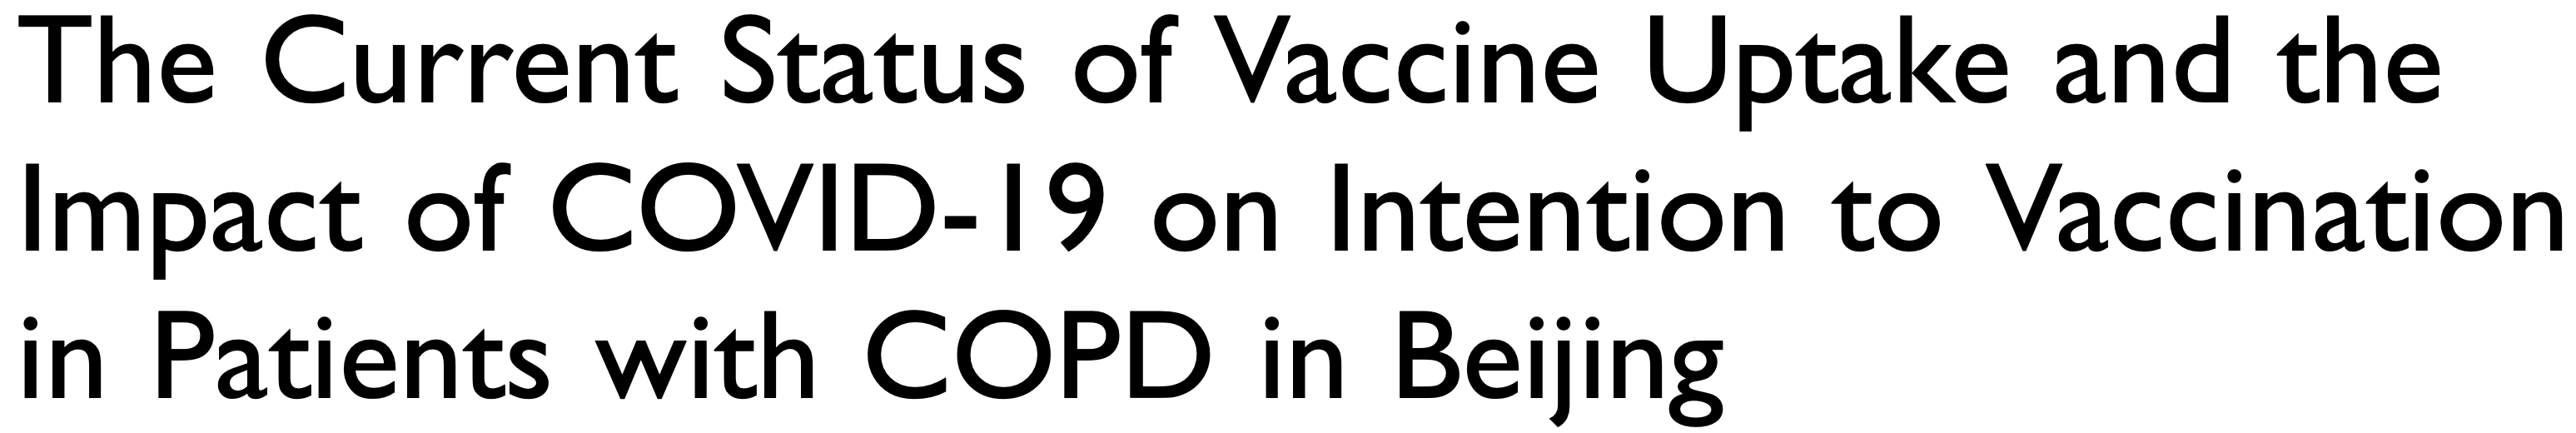 The Current Status of Vaccine Uptake and the
Impact of COVID-19 on Intention to Vaccination
in Patients with COPD in Beijing